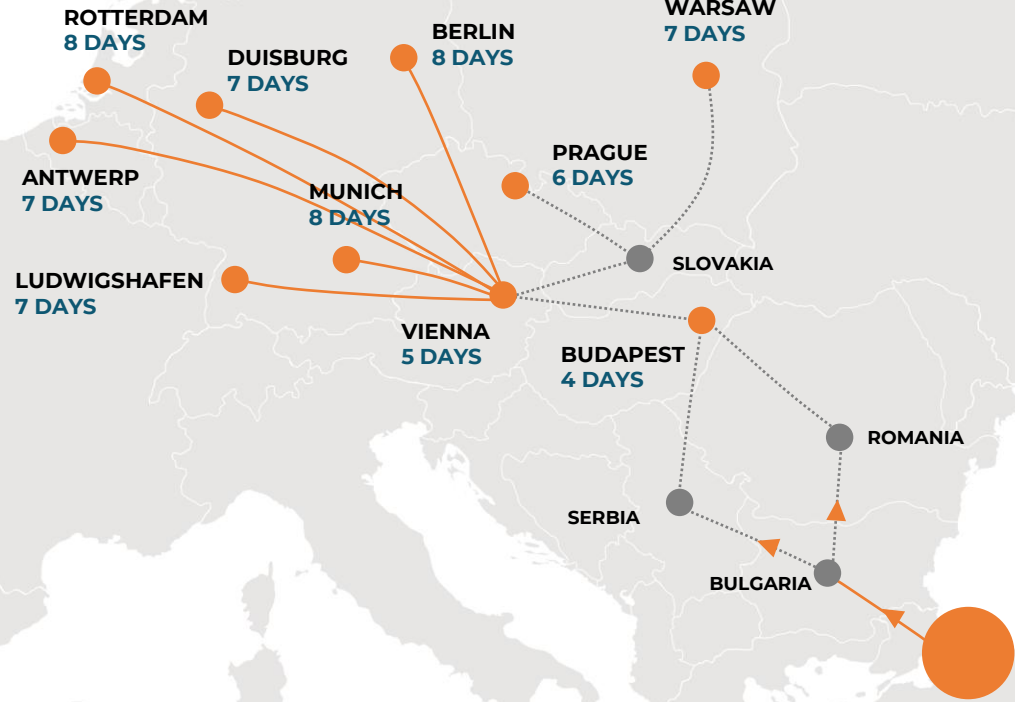 ROTTERDAM
8 DAYS
DUISBURG
7 DAYS
BERLIN
8 DAYS
WARSAW
7 DAYS
ANTWERP
7 DAYS
MUNICH
8 DAYS
PRAGUE
6 DAYS
LUDWIGSHAFEN
7 DAYS
SLOVAKIA
VIENNA
5 DAYS
BUDAPEST
4 DAYS
ROMANIA
SERBIA
BULGARIA